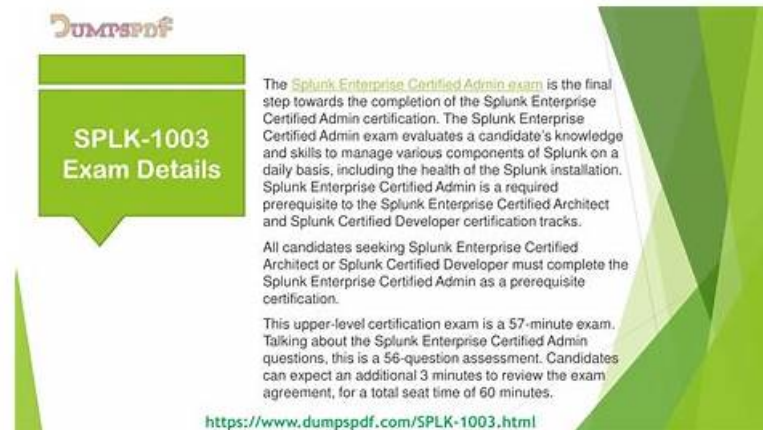 DUMPSPDF
SPLK-1003
Exam Details
The Splunk Enterprise Certified Admin exam is the final
step towards the completion of the Splunk Enterprise
Certified Admin certification. The Splunk Enterprise
Certified Admin exam evaluates a candidate's knowledge
and skills to manage various components of Splunk on a
daily basis, including the health of the Splunk installation.
Splunk Enterprise Certified Admin is a required
prerequisite to the Splunk Enterprise Certified Architect
and Splunk Certified Developer certification tracks.
All candidates seeking Splunk Enterprise Certified
Architect or Splunk Certified Developer must complete the
Splunk Enterprise Certified Admin as a prerequisite
certification.
This upper-level certification exam is a 57-minute exam.
Talking about the Splunk Enterprise Certified Admin
questions, this is a 56-question assessment. Candidates
can expect an additional 3 minutes to review the exam
agreement, for a total seat time of 60 minutes.
https://www.dumpspdf.com/SPLK-1003.html